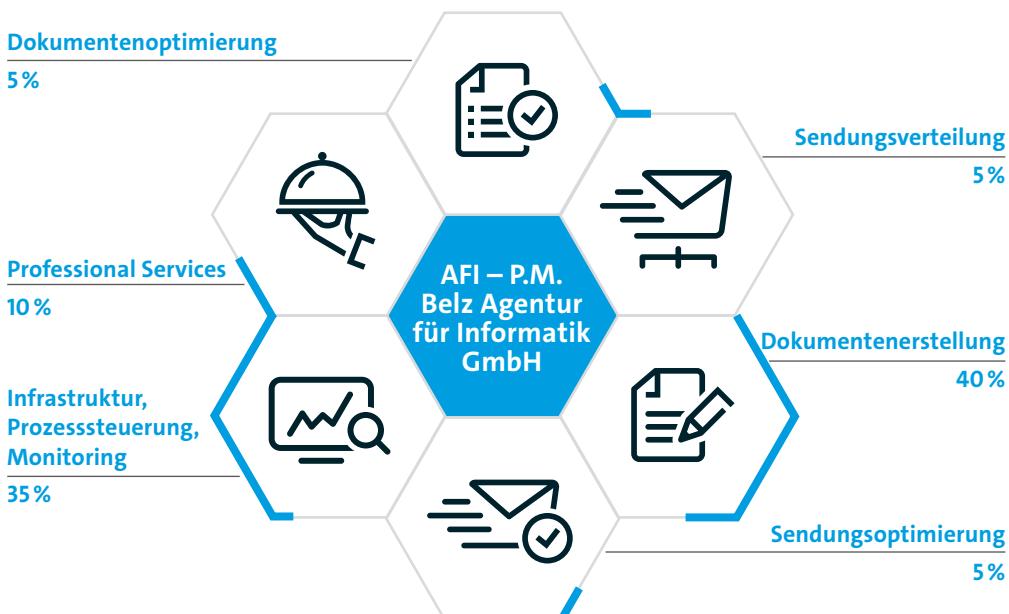 Dokumentenoptimierung
5 %
Sendungsverteilung
5 %
Professional Services
10 %
AFI – P.M.
Belz Agentur
für Informatik
GmbH
Dokumentenerstellung
40 %
Infrastruktur,
Prozesssteuerung,
Monitoring
35 %
Sendungsoptimierung
5 %